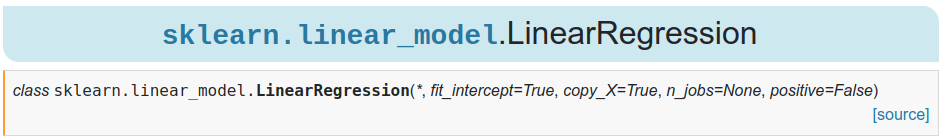 sklearn.linear_model.LinearRegression
class sklearn.linear_model.LinearRegression(*, fit_intercept=True, copy_X=True, n_jobs=None, positive=False)
[source]